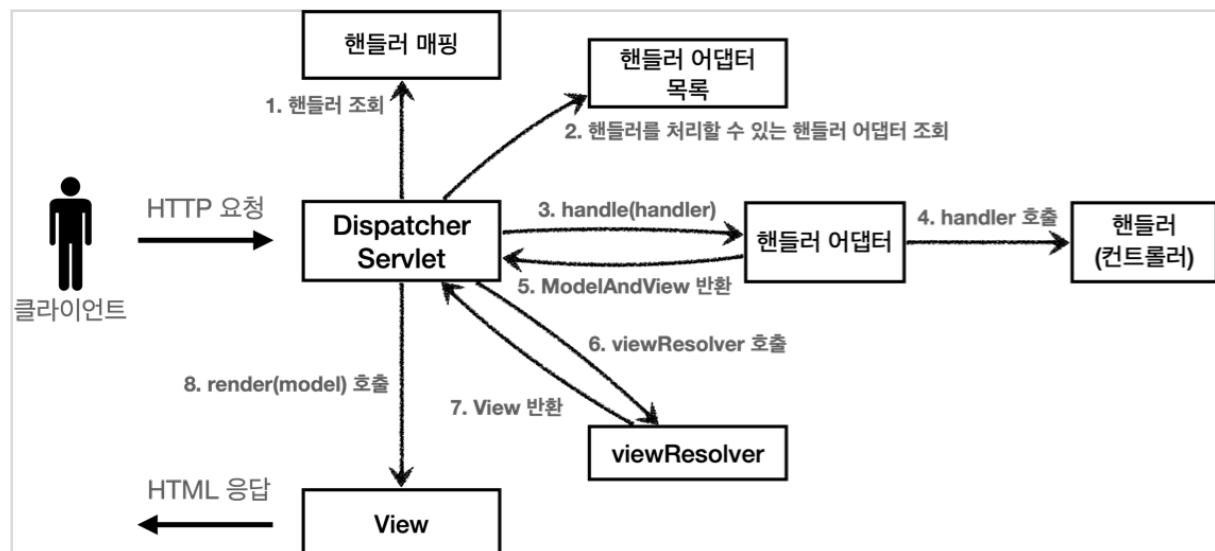 핸들러 매핑
핸들러 어댑터
목록
1. 핸들러 조회
2. 핸들러를 처리할 수 있는 핸들러 어댑터 조회
HTTP 요청
Dispatcher
Servlet
3. handle(handler)
핸들러 어댑터
4. handler 호출
핸들러
(컨트롤러)
클라이언트
5. ModelAndView 반환
6. viewResolver 호출
8. render(model) 호출
7. View 반환
viewResolver
HTML 응답
View